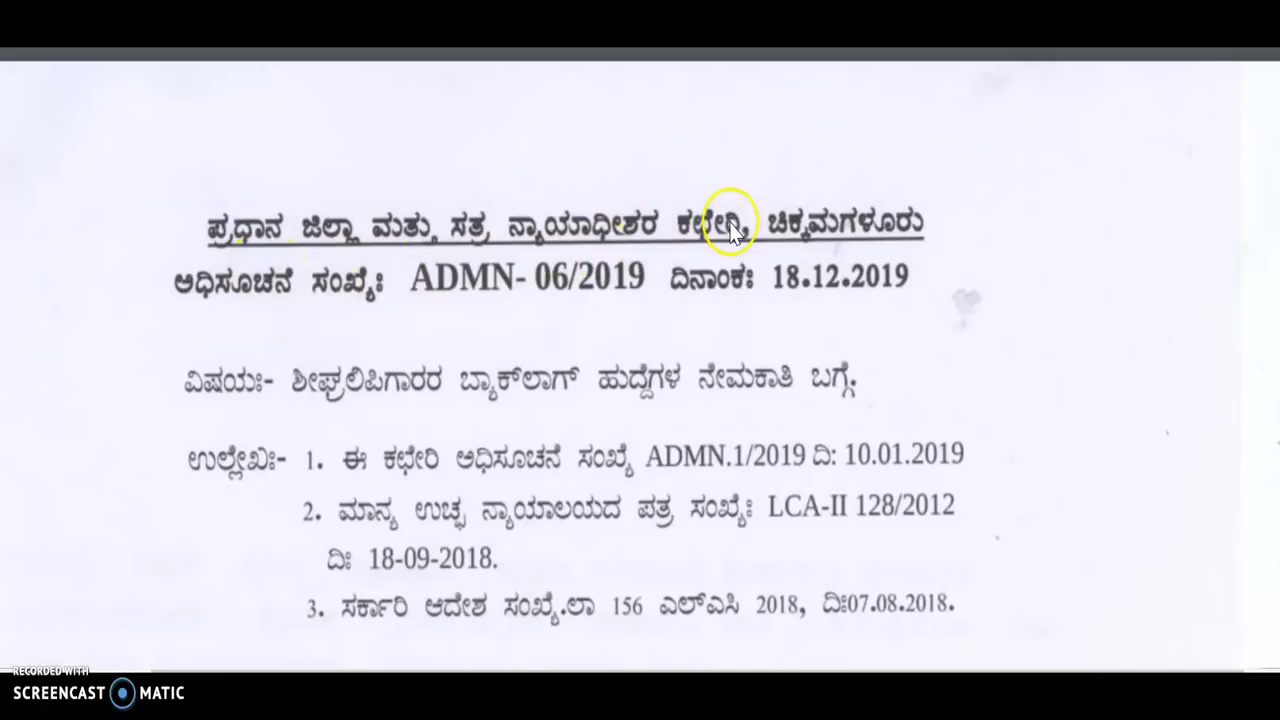 ಪ್ರಧಾನ ಜಿಲ್ಲಾ ಮತ್ತು ಸತ್ರ ನ್ಯಾಯಾಧೀಶರ ಕಛೇರಿ, ಚಿಕ್ಕಮಗಳೂರು
ಅಧಿಸೂಚನೆ ಸಂಖ್ಯೆಃ ADMN- 06/2019 ದಿನಾಂಕಃ 18.12.2019
ವಿಷಯಃ- ಶೀಘ್ರಲಿಪಿಗಾರರ ಬ್ಯಾಕ್‌ಲಾಗ್ ಹುದ್ದೆಗಳ ನೇಮಕಾತಿ ಬಗ್ಗೆ.
ಉಲ್ಲೇಖಃ- 1. ಈ ಕಛೇರಿ ಅಧಿಸೂಚನೆ ಸಂಖ್ಯೆ ADMN.1/2019 ದಿ: 10.01.2019
2. ಮಾನ್ಯ ಉಚ್ಛ ನ್ಯಾಯಾಲಯದ ಪತ್ರ ಸಂಖ್ಯೆಃ LCA-II 128/2012
ದಿಃ 18-09-2018.
3. ಸರ್ಕಾರಿ ಆದೇಶ ಸಂಖ್ಯೆ.ಲಾ 156 ಎಲ್ಎಸಿ 2018, ದಿಃ07.08.2018.
RECORDED WITH
SCREENCAST MATIC